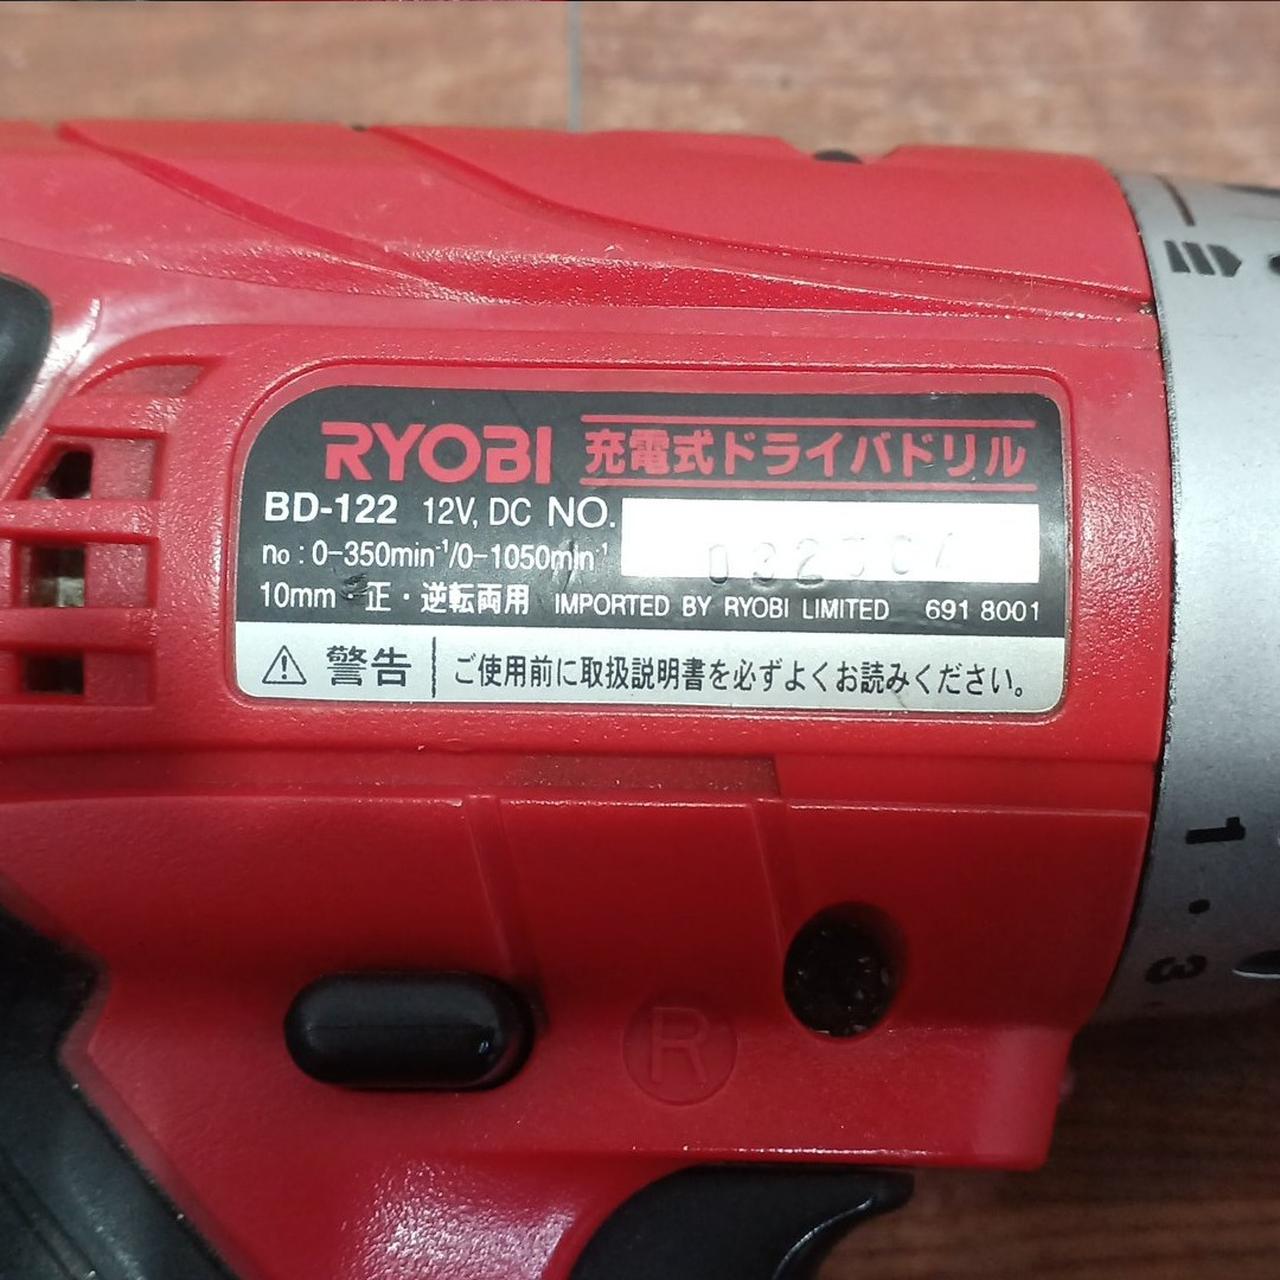 RYOBI 充電式ドライバドリル
BD-122 12V, DC NO.
no : 0-350min⁻¹/0-1050min⁻¹
10mm・正・逆転両用 IMPORTED BY RYOBI LIMITED 691 8001
警告 ご使用前に取扱説明書を必ずよくお読みください。
1
3
R